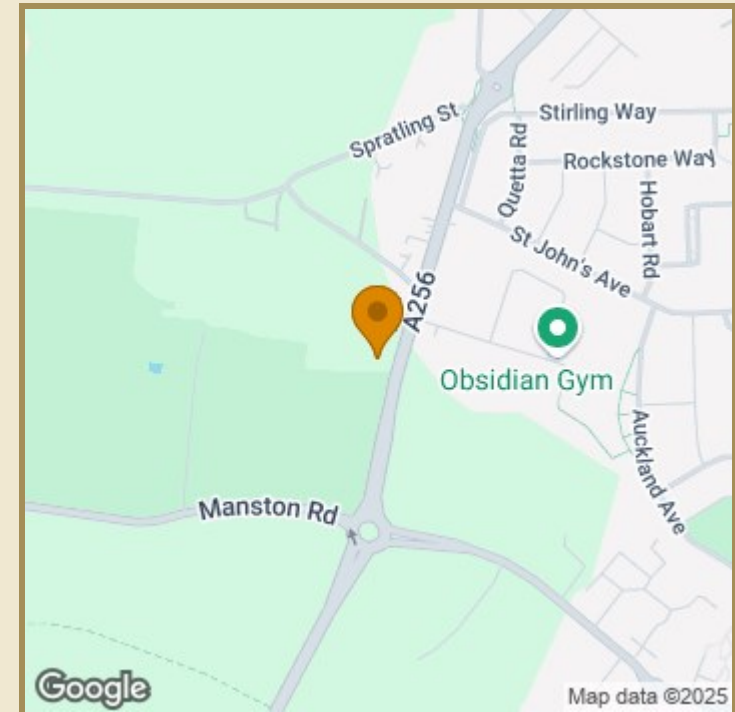 Spratling St
Stirling Way
Quetta Rd
Rockstone Way
Hobart Rd
St John's Ave
A256
Obsidian Gym
Auckland Ave
Manston Rd
Google
Map data ©2025